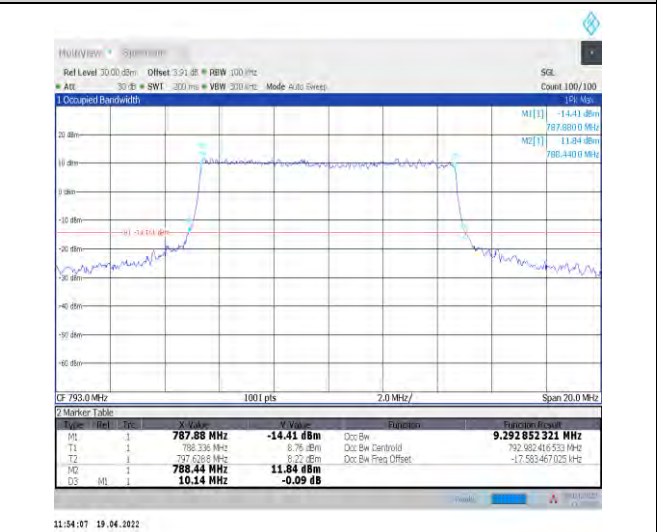 MultiView Spectrum
Ref Level 30.00 dBm Offset 3.91 dB RBW 100 kHz SGL
Att 30 dB SWT 200 ms VBW 300 kHz Mode Auto Sweep Count 100/100
1 Occupied Bandwidth 1Pk Max
M1[1] -14.41 dBm
787.8800 MHz
M2[1] 11.84 dBm
788.4400 MHz
20 dBm
10 dBm
0 dBm
-10 dBm
-20 dBm
-40 dBm
-50 dBm
-60 dBm
CF 793.0 MHz 1001 pts 2.0 MHz/ Span 20.0 MHz
2 Marker Table
Type Ref Trc X-Value Y-Value Function Function Result
M1 1 787.88 MHz -14.41 dBm Occ Bw 9.292852321 MHz
T1 1 788.336 MHz 8.76 dBm Occ Bw Centroid 792.982416533 MHz
T2 1 797.6288 MHz 8.22 dBm Occ Bw Freq Offset -17.583467025 kHz
M2 1 788.44 MHz 11.84 dBm
D3 M1 1 10.14 MHz -0.09 dB
11:54:07 19.04.2022